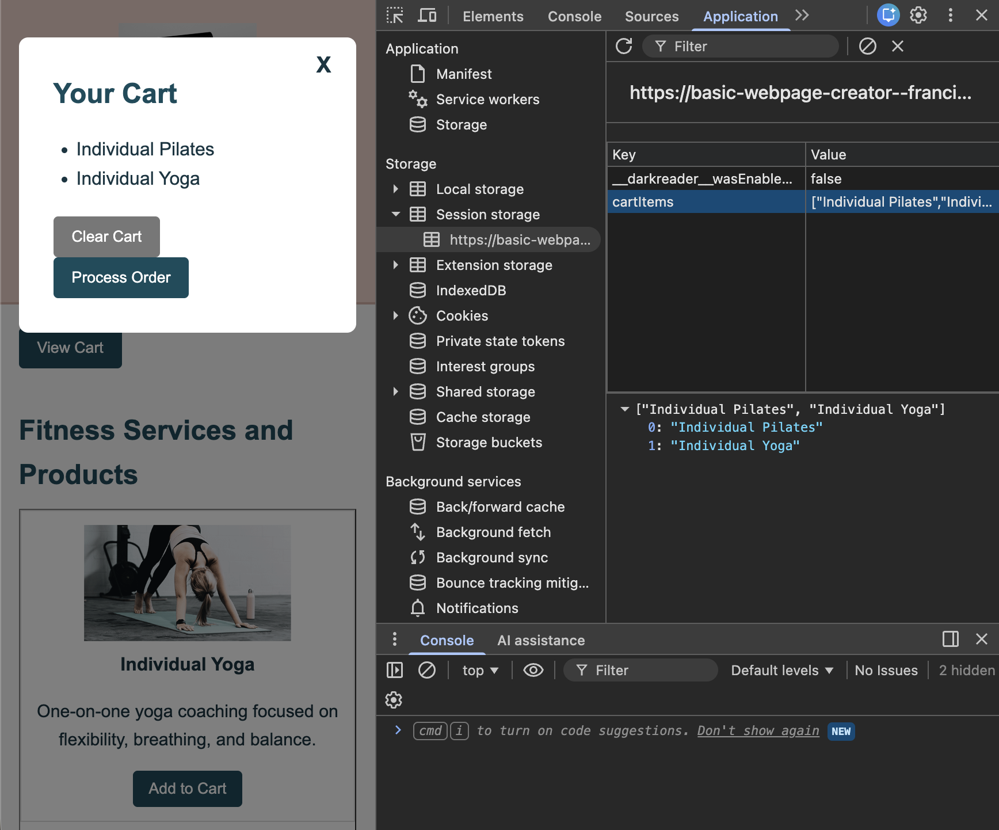 X
Your Cart
• Individual Pilates
• Individual Yoga
Clear Cart
Process Order
View Cart
Fitness Services and
Products
Individual Yoga
One-on-one yoga coaching focused on
flexibility, breathing, and balance.
Add to Cart
Elements Console Sources Application
Application
Manifest
Service workers
Storage
Storage
Local storage
Session storage
https://basic-webpa...
Extension storage
IndexedDB
Cookies
Private state tokens
Interest groups
Shared storage
Cache storage
Storage buckets
Background services
Back/forward cache
Background fetch
Background sync
Bounce tracking mitig...
Notifications
Filter
https://basic-webpage-creator--franci...
Key Value
__darkreader__wasEnable... false
cartItems ["Individual Pilates","Indivi...
["Individual Pilates", "Individual Yoga"]
0: "Individual Pilates"
1: "Individual Yoga"
Console AI assistance
top Filter Default levels No Issues 2 hidden
cmd i to turn on code suggestions. Don't show again NEW